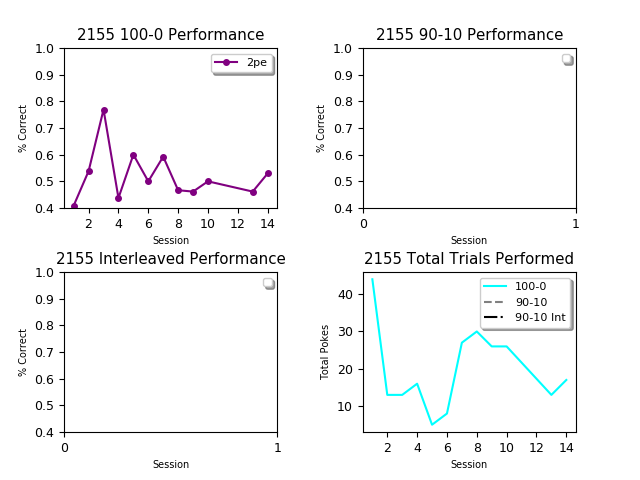 2155 100-0 Performance
1.0
0.9
0.8
0.7
0.6
0.5
0.4
% Correct
2pe
2 4 6 8 10 12 14
Session
2155 90-10 Performance
1.0
0.9
0.8
0.7
0.6
0.5
0.4
% Correct
0 1
Session
2155 Interleaved Performance
1.0
0.9
0.8
0.7
0.6
0.5
0.4
% Correct
0 1
Session
2155 Total Trials Performed
40
30
20
10
Total Pokes
100-0
90-10
90-10 Int
2 4 6 8 10 12 14
Session